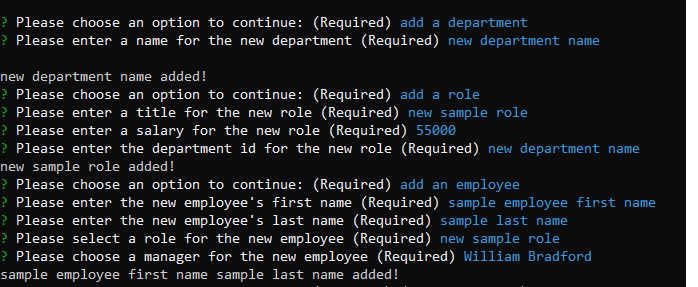 ? Please choose an option to continue: (Required) add a department
? Please enter a name for the new department (Required) new department name
new department name added!
? Please choose an option to continue: (Required) add a role
? Please enter a title for the new role (Required) new sample role
? Please enter a salary for the new role (Required) 55000
? Please enter the department id for the new role (Required) new department name
new sample role added!
? Please choose an option to continue: (Required) add an employee
? Please enter the new employee's first name (Required) sample employee first name
? Please enter the new employee's last name (Required) sample last name
? Please select a role for the new employee (Required) new sample role
? Please choose a manager for the new employee (Required) William Bradford
sample employee first name sample last name added!